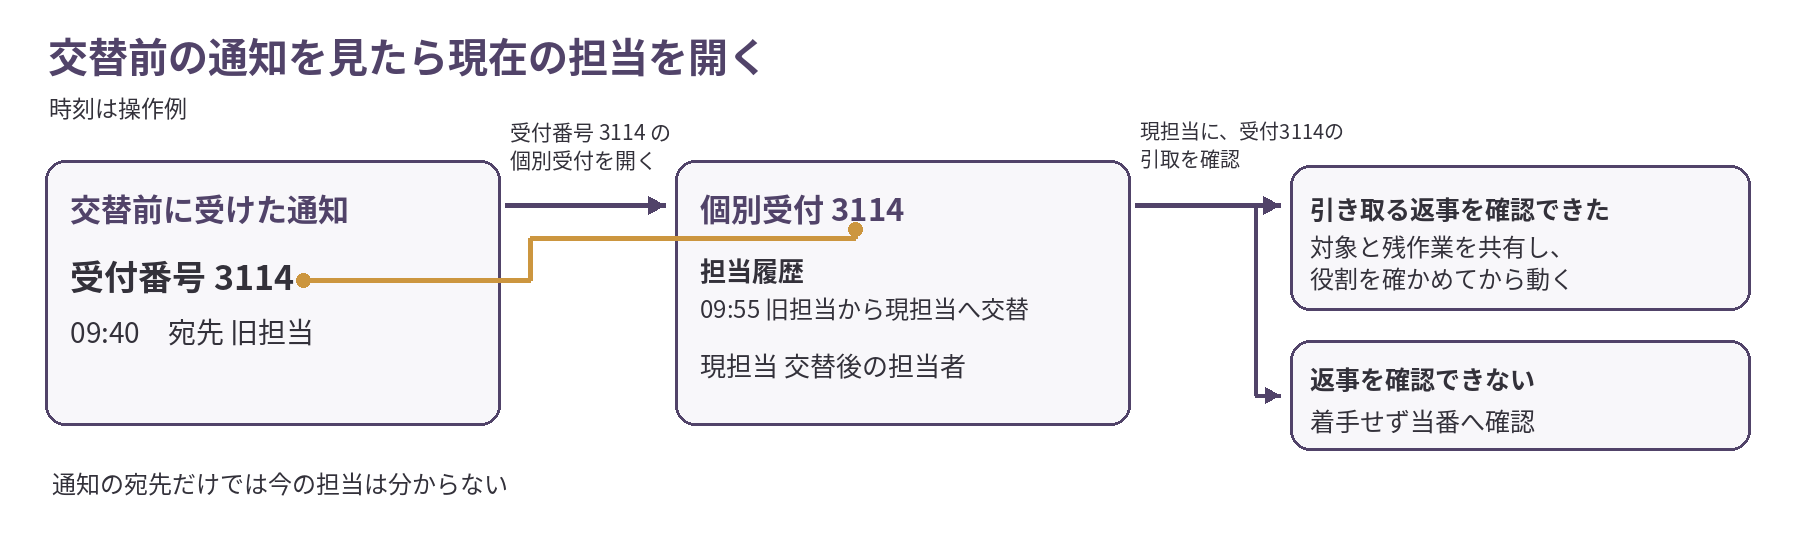 交替前の通知を見たら現在の担当を開く
時刻は操作例
交替前に受けた通知
受付番号 3114
09:40　宛先 旧担当
受付番号 3114 の
個別受付を開く
個別受付 3114
担当履歴
09:55 旧担当から現担当へ交替
現担当 交替後の担当者
現担当に、受付3114の
引取を確認
引き取る返事を確認できた
対象と残作業を共有し、
役割を確かめてから動く
返事を確認できない
着手せず当番へ確認
通知の宛先だけでは今の担当は分からない